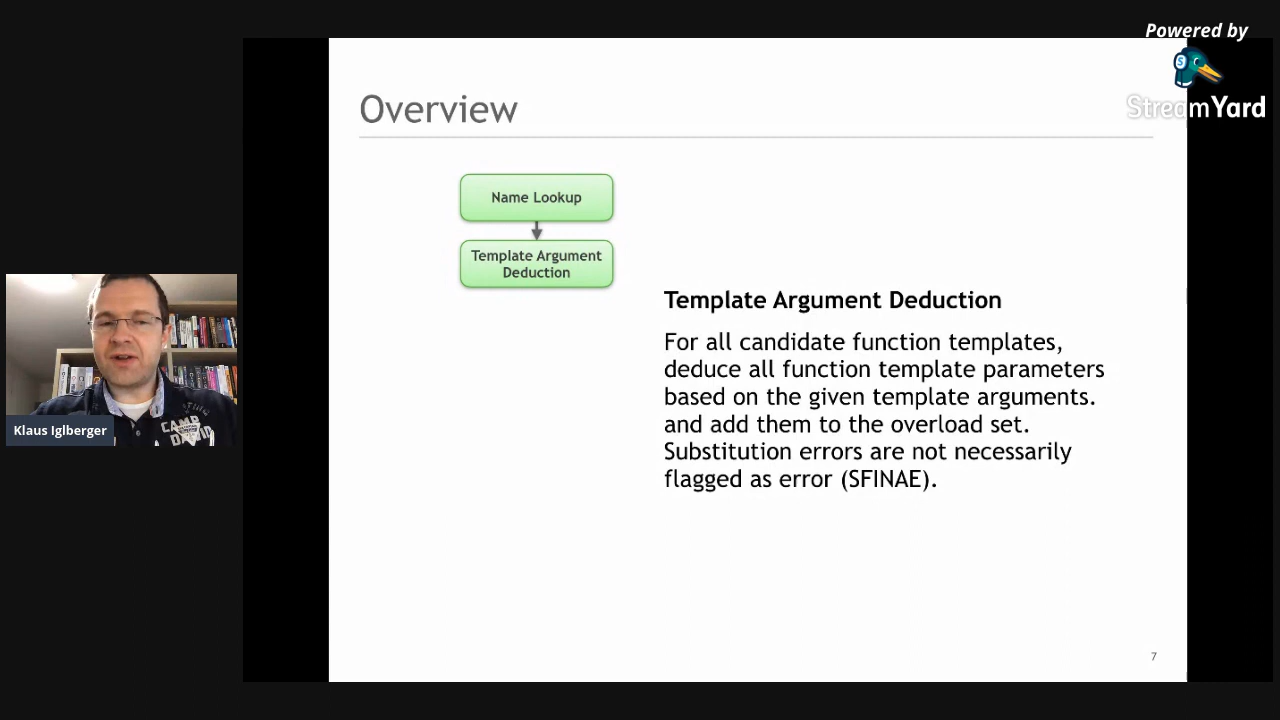 Powered by
StreamYard
Overview
Name Lookup
Template Argument
Deduction
Template Argument Deduction
For all candidate function templates,
deduce all function template parameters
based on the given template arguments.
and add them to the overload set.
Substitution errors are not necessarily
flagged as error (SFINAE).
CAMP
DAVID
Klaus Iglberger
7